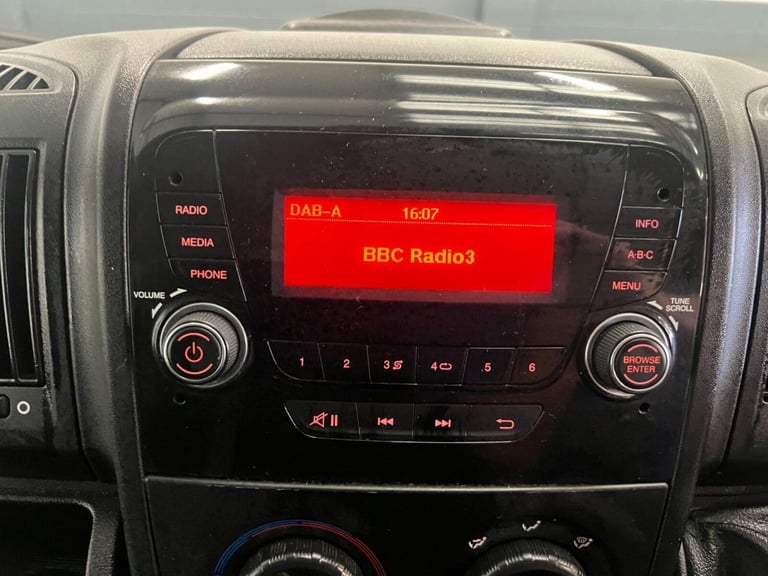 DAB-A 16:07
BBC Radio3
RADIO
MEDIA
PHONE
INFO
A·B·C
MENU
VOLUME
TUNE
SCROLL
BROWSE
ENTER
1 2 3 4 5 6